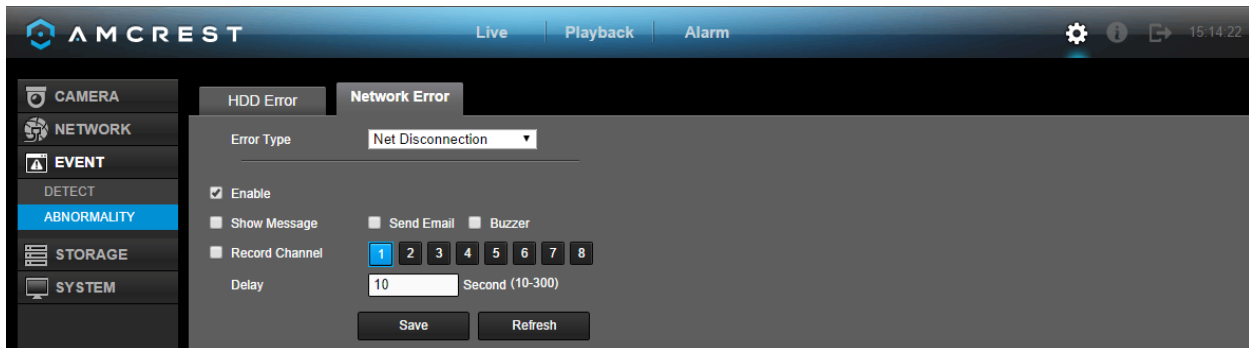 AMCREST
Live Playback Alarm
15:14:22
CAMERA
NETWORK
EVENT
DETECT
ABNORMALITY
STORAGE
SYSTEM
HDD Error Network Error
Error Type Net Disconnection
Enable
Show Message Send Email Buzzer
Record Channel 1 2 3 4 5 6 7 8
Delay 10 Second (10-300)
Save Refresh